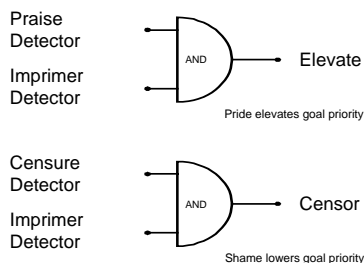 Praise
Detector
AND
Elevate
Imprimer
Detector
Pride elevates goal priority
Censure
Detector
AND
Censor
Imprimer
Detector
Shame lowers goal priority